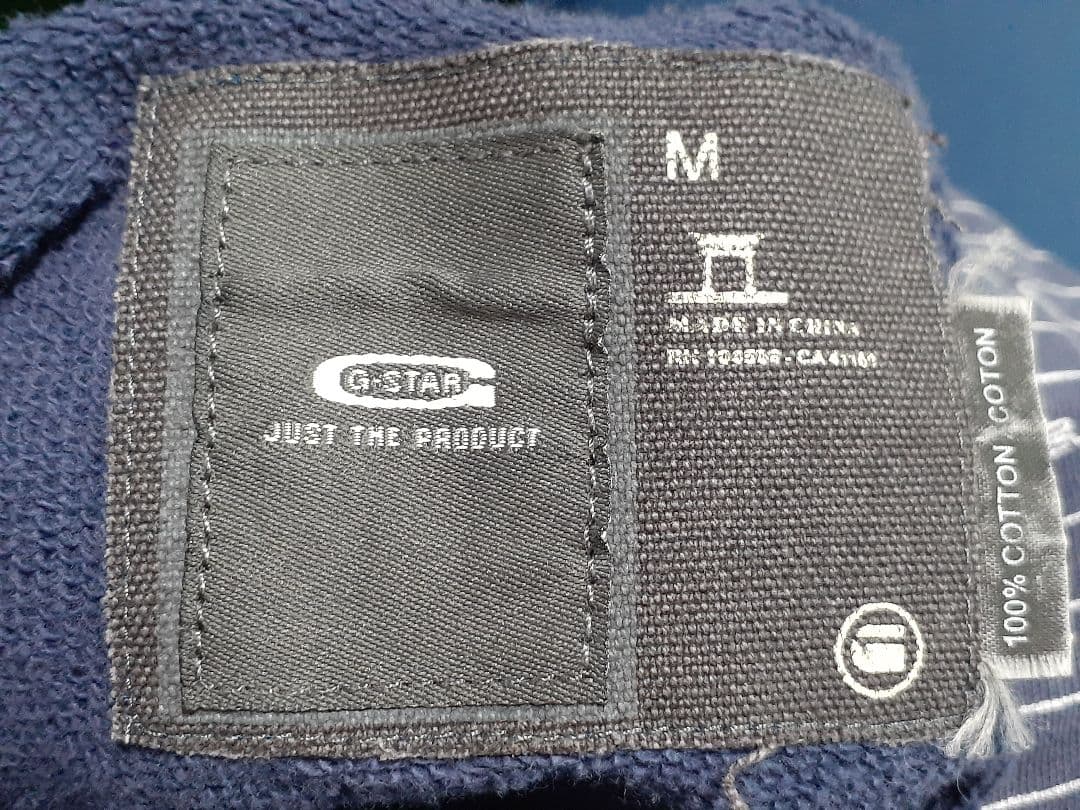 G-STAR
JUST THE PRODUCT
M
MADE IN CHINA
100% COTTON / COTON